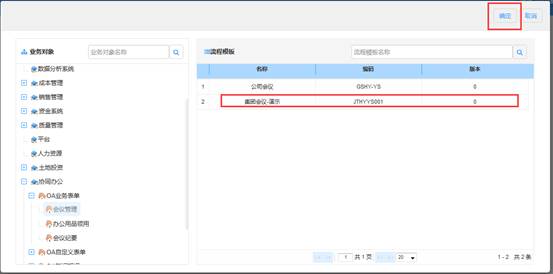 确定 取消
业务对象 业务对象名称
流程模板 流程模板名称
数据分析系统
成本管理
销售管理
资金系统
质量管理
平台
人力资源
土地投资
协同办公
OA业务表单
会议管理
办公用品领用
会议纪要
OA自定义表单
名称 编码 版本
1 公司会议 GSHY-YS 0
2 集团会议-演示 JTHYYS001 0
1 共 1 页 20
1 - 2 共 2 条